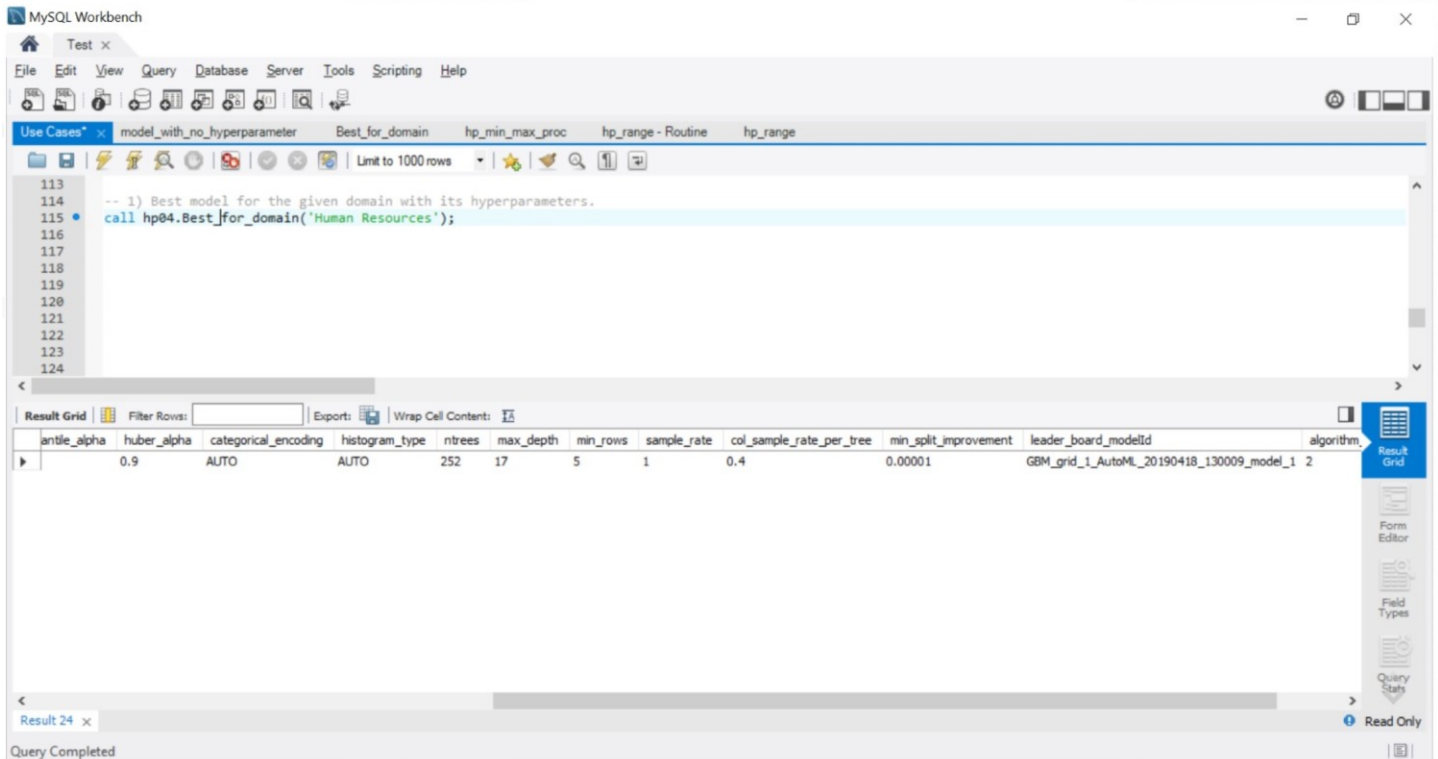 MySQL Workbench
Test
File Edit View Query Database Server Tools Scripting Help
Use Cases* model_with_no_hyperparameter Best_for_domain hp_min_max_proc hp_range - Routine hp_range
Limit to 1000 rows
113
114 -- 1) Best model for the given domain with its hyperparameters.
115 call hp04.Best_for_domain('Human Resources');
116
117
118
119
120
121
122
123
124
Result Grid Filter Rows: Export: Wrap Cell Content:
antile_alpha huber_alpha categorical_encoding histogram_type ntrees max_depth min_rows sample_rate col_sample_rate_per_tree min_split_improvement leader_board_modelId algorithm_
0.9 AUTO AUTO 252 17 5 1 0.4 0.00001 GBM_grid_1_AutoML_20190418_130009_model_1 2
Result
Grid
Form
Editor
Field
Types
Query
Stats
Result 24
Read Only
Query Completed